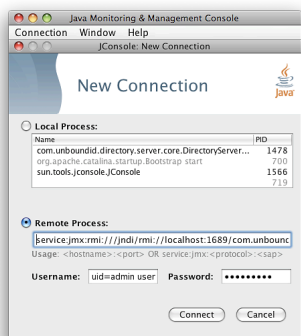 Java Monitoring & Management Console
Connection Window Help
JConsole: New Connection
New Connection
Java
Local Process:
Name PID
com.unboundid.directory.server.core.DirectoryServer... 1478
org.apache.catalina.startup.Bootstrap start 700
sun.tools.jconsole.JConsole 1566
719
Remote Process:
service:jmx:rmi:///jndi/rmi://localhost:1689/com.unbounc
Usage: <hostname>:<port> OR service:jmx:<protocol>:<sap>
Username: uid=admin user Password: •••••••••
Connect Cancel